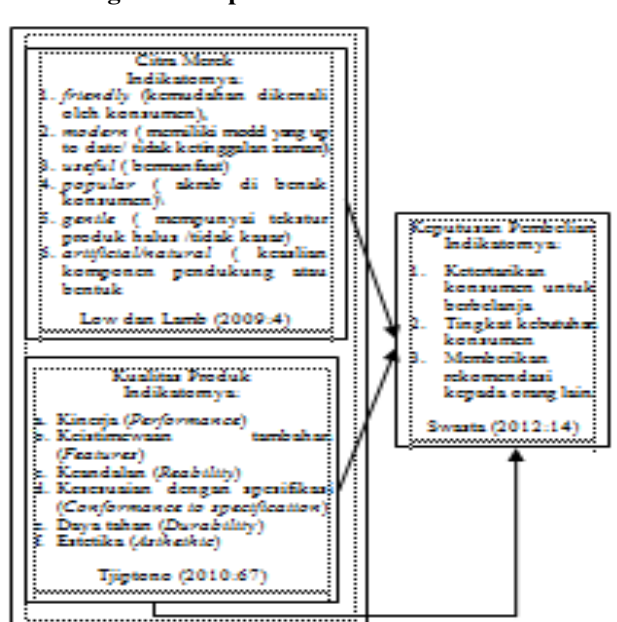 Citra Merek
Indikatornya:
1. friendly (kemudahan dikenali
oleh konsumen),
2. modern ( memiliki model yang up
to date/ tidak ketinggalan zaman)
3. useful ( bermanfaat)
4. popular ( akrab di benak
konsumen)\
5. gentle ( mempunyai tekstur
produk halus /tidak kasar)
6. artificial/natural ( keaslian
komponen pendukung atau
bentuk
Low dan Lamb (2009:4)
Kualitas Produk
Indikatornya:
a. Kinerja (Performance)
b. Keistimewaan tambahan
(Features)
c. Keandalan (Reability)
d. Kesesuaian dengan spesifikasi
(Conformance to specification)
e. Daya tahan (Durability)
f. Estetika (Asthethic)
Tjiptono (2010:67)
Keputusan Pembelian
Indikatornya:
1. Ketertarikan
konsumen untuk
berbelanja
2. Tingkat kebutuhan
konsumen
3. Memberikan
rekomendasi
kepada orang lain
Swasta (2012:14)